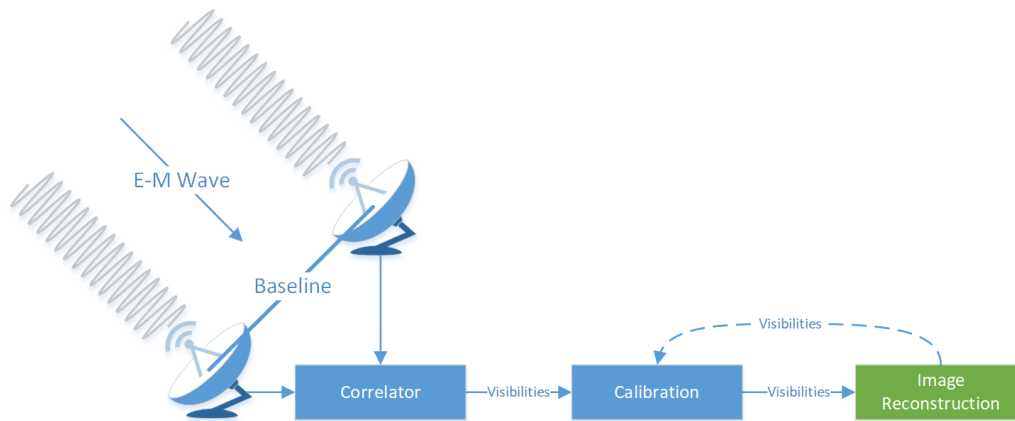 E-M Wave
Baseline
Visibilities
Correlator
Visibilities
Calibration
Visibilities
Image
Reconstruction